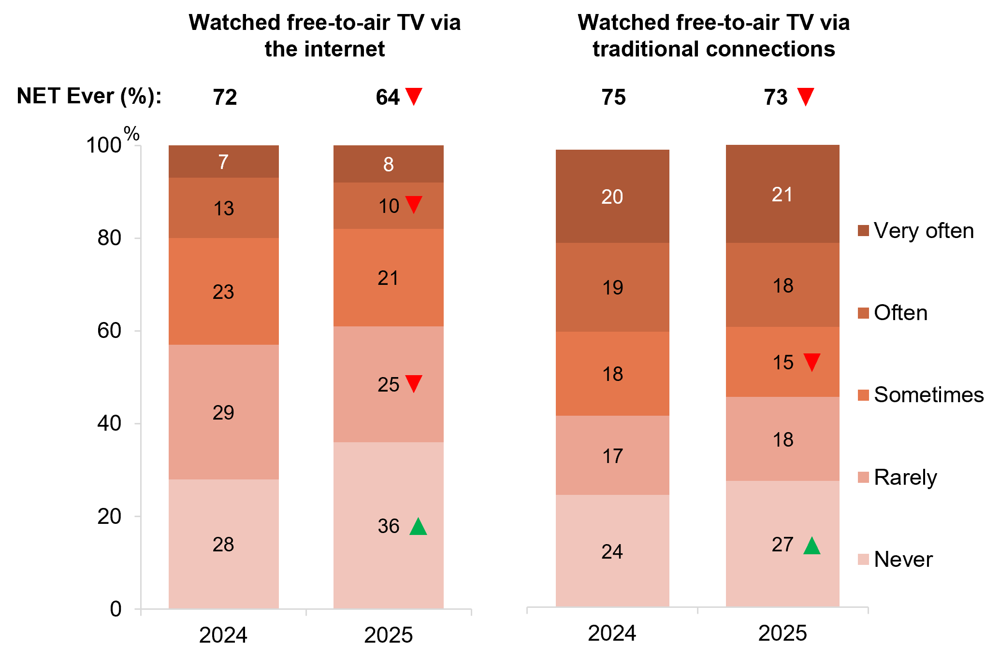 Watched free-to-air TV via
the internet
Watched free-to-air TV via
traditional connections
NET Ever (%): 72 64 75 73
%
100
80
60
40
20
0
7
13
23
29
28
8
10
21
25
36
20
19
18
17
24
21
18
15
18
27
Very often
Often
Sometimes
Rarely
Never
2024 2025 2024 2025